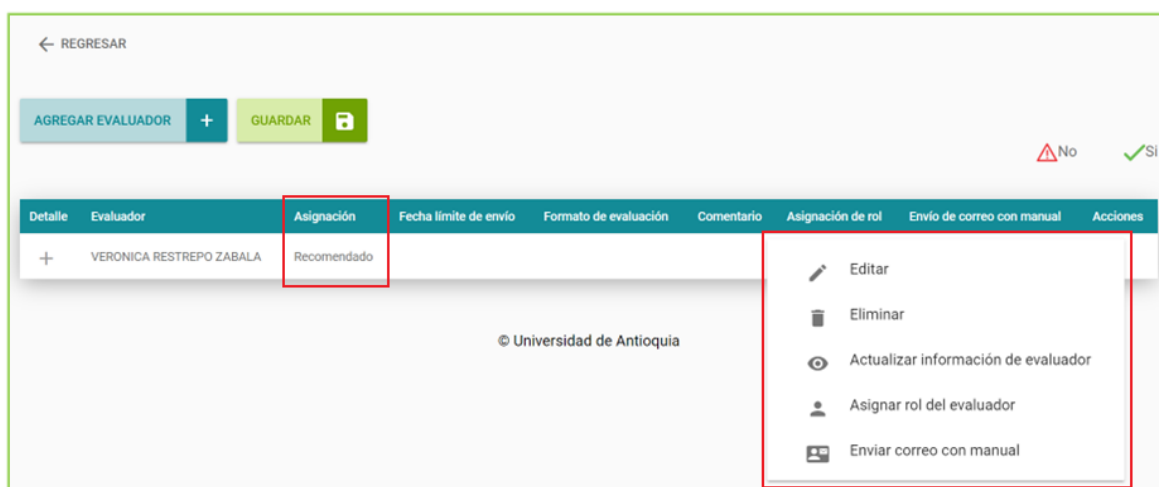 REGRESAR
AGREGAR EVALUADOR + GUARDAR
No Si
Detalle Evaluador Asignación Fecha límite de envío Formato de evaluación Comentario Asignación de rol Envío de correo con manual Acciones
+ VERONICA RESTREPO ZABALA Recomendado
Editar
Eliminar
© Universidad de Antioquia
Actualizar información de evaluador
Asignar rol del evaluador
Enviar correo con manual